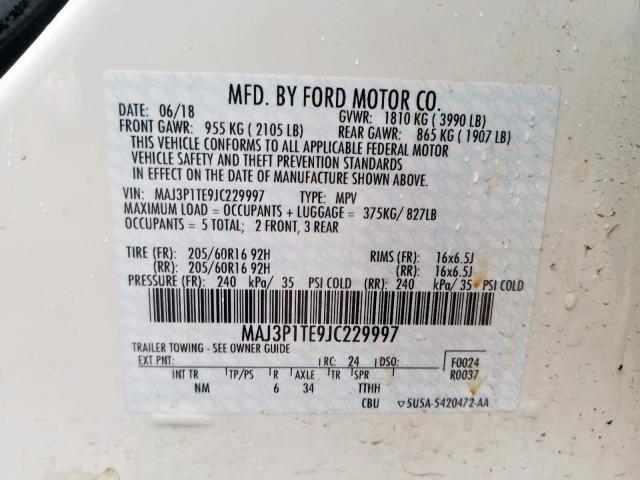 MFD. BY FORD MOTOR CO.
DATE: 06/18 GVWR: 1810 KG ( 3990 LB)
FRONT GAWR: 955 KG ( 2105 LB) REAR GAWR: 865 KG ( 1907 LB)
THIS VEHICLE CONFORMS TO ALL APPLICABLE FEDERAL MOTOR
VEHICLE SAFETY AND THEFT PREVENTION STANDARDS
IN EFFECT ON THE DATE OF MANUFACTURE SHOWN ABOVE.
VIN: MAJ3P1TE9JC229997 TYPE: MPV
MAXIMUM LOAD = OCCUPANTS + LUGGAGE = 375KG/ 827LB
OCCUPANTS = 5 TOTAL; 2 FRONT, 3 REAR
TIRE (FR): 205/60R16 92H RIMS (FR): 16x6.5J
(RR): 205/60R16 92H (RR): 16x6.5J
PRESSURE (FR): 240 kPa/ 35 PSI COLD (RR): 240 kPa/ 35 PSI COLD
MAJ3P1TE9JC229997
TRAILER TOWING - SEE OWNER GUIDE
EXT PNT: RC: 24 DSO: F0024
R0037
INT TR TP/PS R AXLE TR SPR
NM 6 34 TTHH
CBU ▽5U5A-5420472-AA